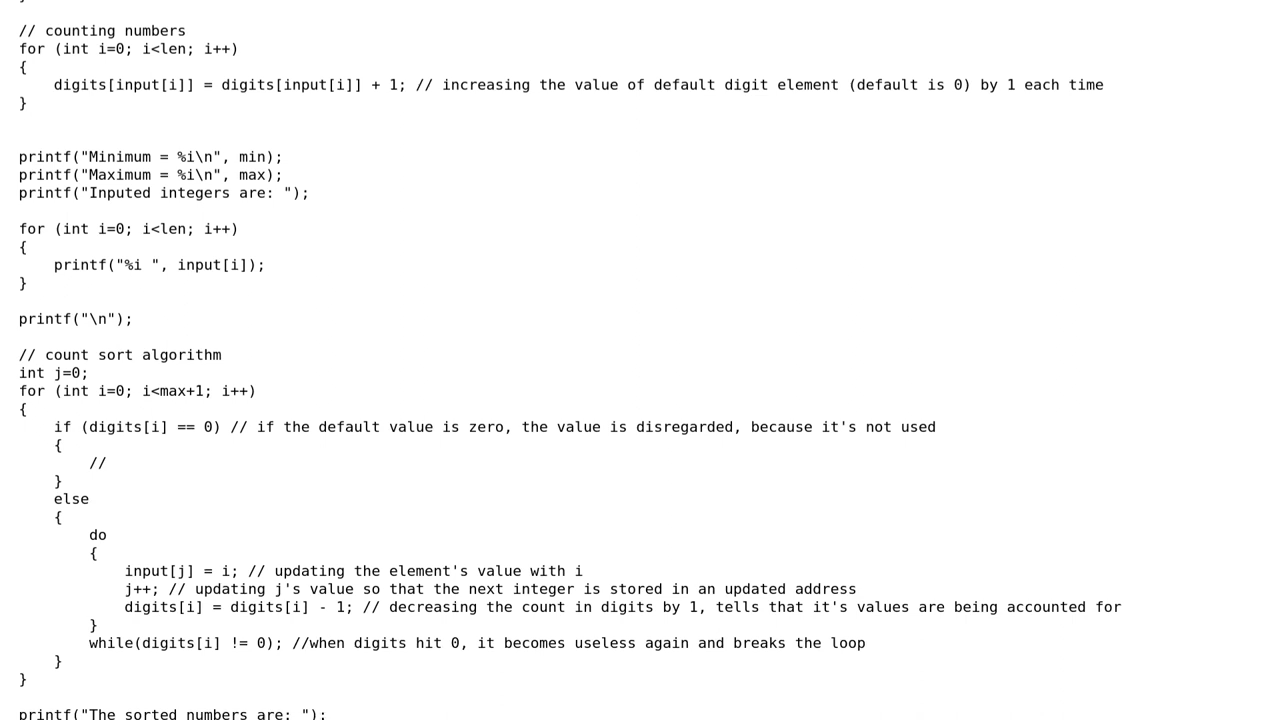 // counting numbers
for (int i=0; i<len; i++)
{
    digits[input[i]] = digits[input[i]] + 1; // increasing the value of default digit element (default is 0) by 1 each time
}
printf("Minimum = %i\n", min);
printf("Maximum = %i\n", max);
printf("Inputed integers are: ");
for (int i=0; i<len; i++)
{
    printf("%i ", input[i]);
}
printf("\n");
// count sort algorithm
int j=0;
for (int i=0; i<max+1; i++)
{
    if (digits[i] == 0) // if the default value is zero, the value is disregarded, because it's not used
    {
        //
    }
    else
    {
        do
        {
            input[j] = i; // updating the element's value with i
            j++; // updating j's value so that the next integer is stored in an updated address
            digits[i] = digits[i] - 1; // decreasing the count in digits by 1, tells that it's values are being accounted for
        }
        while(digits[i] != 0); //when digits hit 0, it becomes useless again and breaks the loop
    }
}
printf("The sorted numbers are: ");